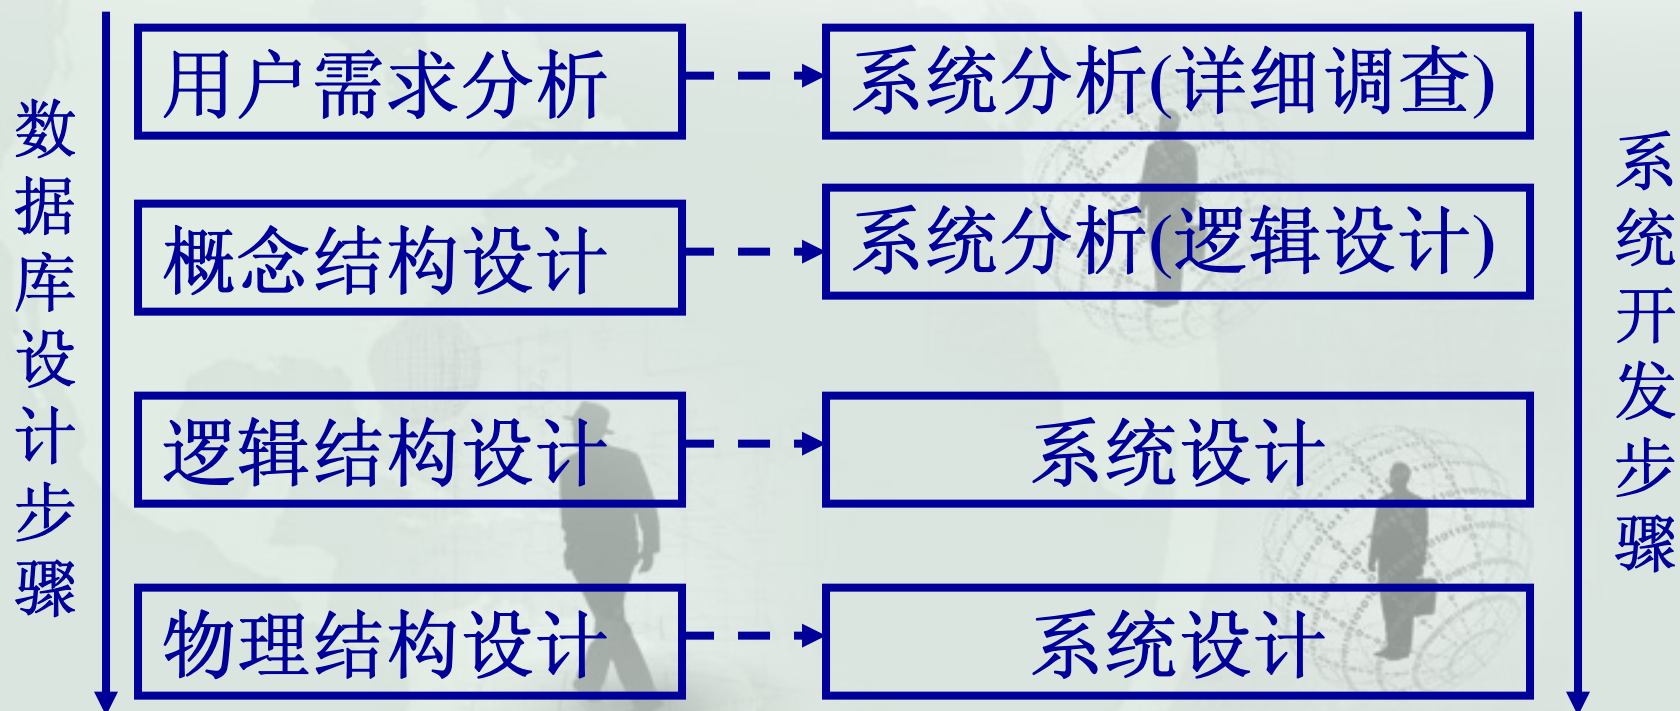 数据库设计步骤
用户需求分析
系统分析(详细调查)
概念结构设计
系统分析(逻辑设计)
逻辑结构设计
系统设计
物理结构设计
系统设计
系统开发步骤